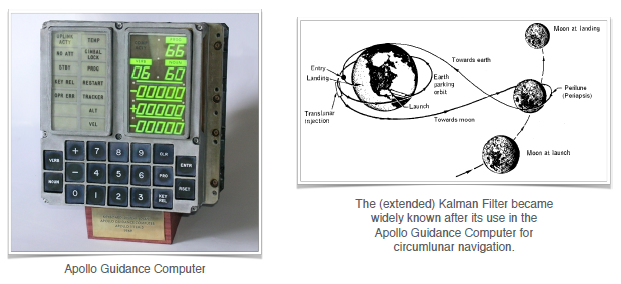 UPLINK ACTY
TEMP
NO ATT
GIMBAL LOCK
STBY
PROG
KEY REL
RESTART
OPR ERR
TRACKER
ALT
VEL
PROG
66
VERB
NOUN
06
60
-00000
+00000
-00000
VERB
NOUN
+
7
8
9
CLR
-
4
5
6
PRO
0
1
2
3
KEY REL
ENTR
RSET
Apollo Guidance Computer
Moon at landing
Towards earth
Entry
Landing
Earth
parking
orbit
Perilune
(Periapsis)
Launch
Translunar
injection
Towards moon
Moon at launch
The (extended) Kalman Filter became
widely known after its use in the
Apollo Guidance Computer for
circumlunar navigation.